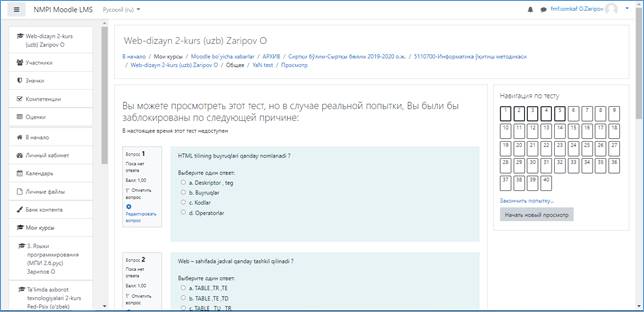 NMPI Moodle LMS
Русский (ru)
fmf:somkaf O.Zaripov
Web-dizayn 2-kurs (uzb) Zaripov O
Участники
Значки
Компетенции
Оценки
В начало
Личный кабинет
Календарь
Личные файлы
Банк контента
Мои курсы
3. Языки программирования (МПИ 2.6.рус) Зарипов О
Ta'limda axborot texnologiyalari 2-kurs Ped-Psix (o'zbek)
Web-dizayn 2-kurs (uzb) Zaripov O
В начало / Мои курсы / Moodle bo'yicha xabarlar / АРХИВ / Сиртқи бўлим-Сыртқы бөлім 2019-2020 о.ж. / 5110700-Информатика ўқитиш методикаси
/ Web-dizayn 2-kurs (uzb) Zaripov O / Общее / YaN test / Просмотр
Вы можете просмотреть этот тест, но в случае реальной попытки, Вы были бы
заблокированы по следующей причине:
В настоящее время этот тест недоступен
Вопрос 1
Пока нет
ответа
Балл: 1,00
Отметить
вопрос
Редактировать
вопрос
HTML tilining buyruqlari qanday nomlanadi ?
Выберите один ответ:
a. Deskriptor , teg
b. Buyruqlar
c. Kodlar
d. Operatorlar
Вопрос 2
Пока нет
ответа
Балл: 1,00
Отметить
вопрос
Web – sahifada jadval qanday tashkil qilinadi ?
Выберите один ответ:
a. TABLE ,TR ,TE
b. TABLE ,TE ,TD
c. TABLE , TU , TR
Навигация по тесту
1 2 3 4 5 6 7 8 9
10 11 12 13 14 15 16 17 18
19 20 21 22 23 24 25 26 27
28 29 30 31 32 33 34 35 36
37 38 39 40
Закончить попытку...
Начать новый просмотр